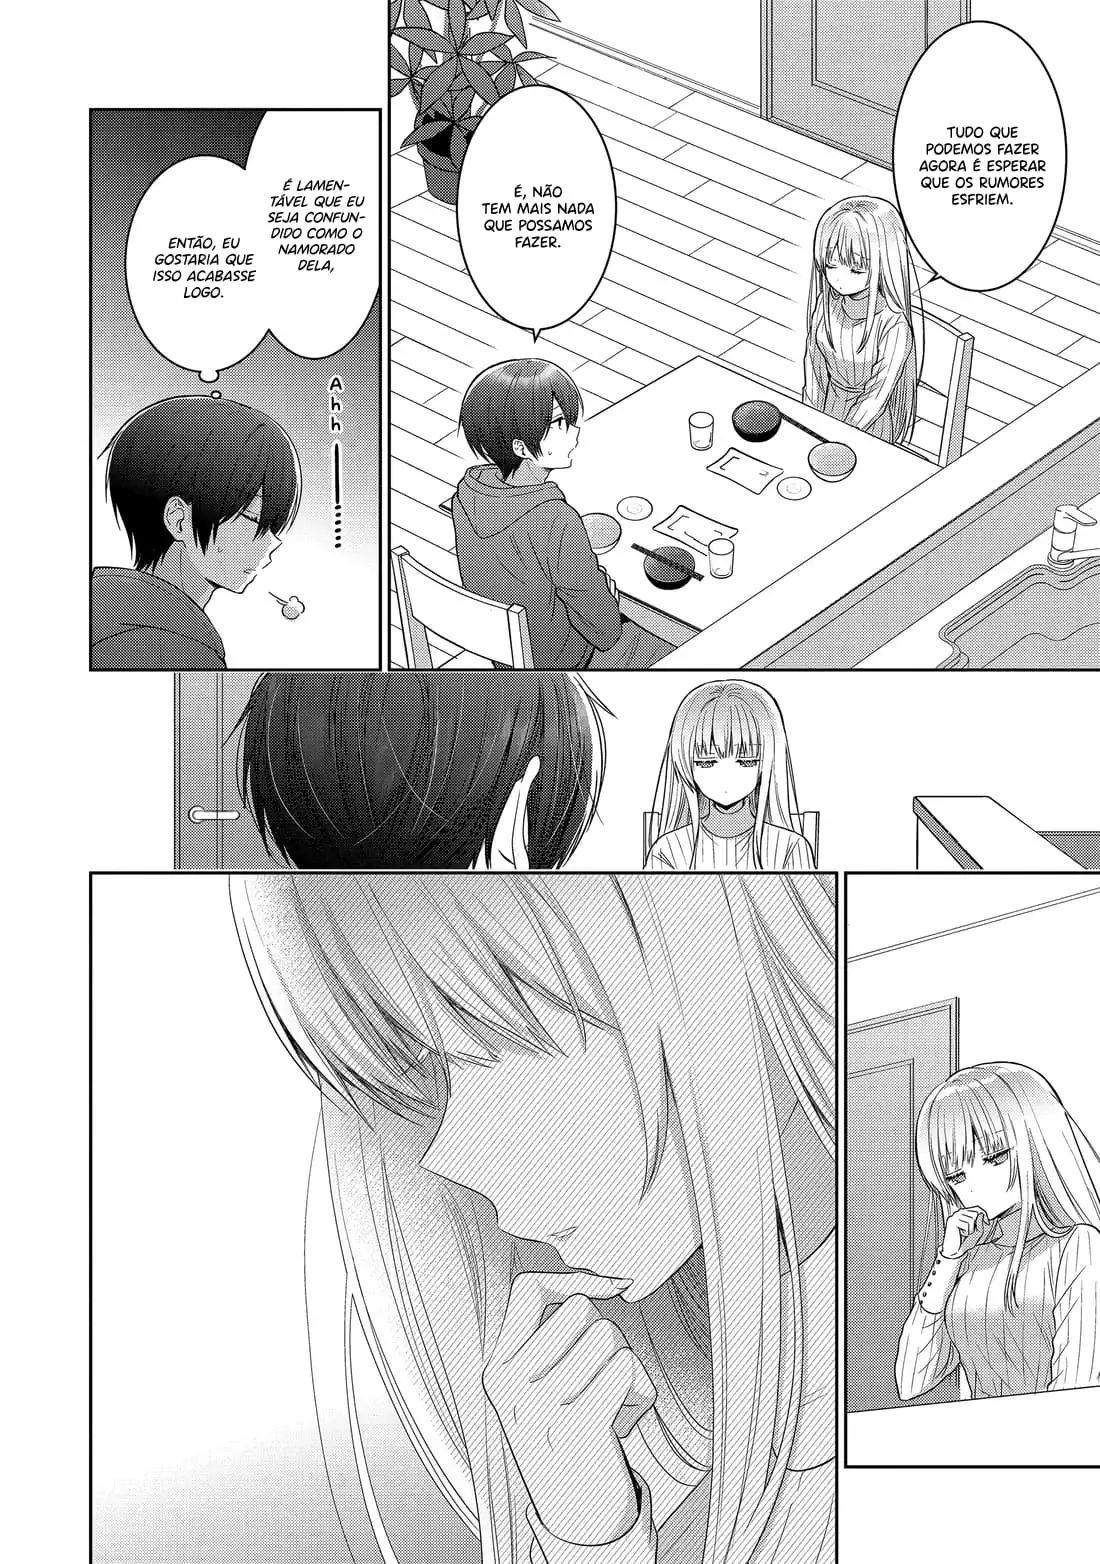 TUDO QUE
PODEMOS FAZER
AGORA É ESPERAR
QUE OS RUMORES
ESFRIEM.
É, NÃO
TEM MAIS NADA
QUE POSSAMOS
FAZER.
É LAMEN-
TÁVEL QUE EU
SEJA CONFUN-
DIDO COMO O
NAMORADO
DELA,
ENTÃO, EU
GOSTARIA QUE
ISSO ACABASSE
LOGO.
Ahh——......